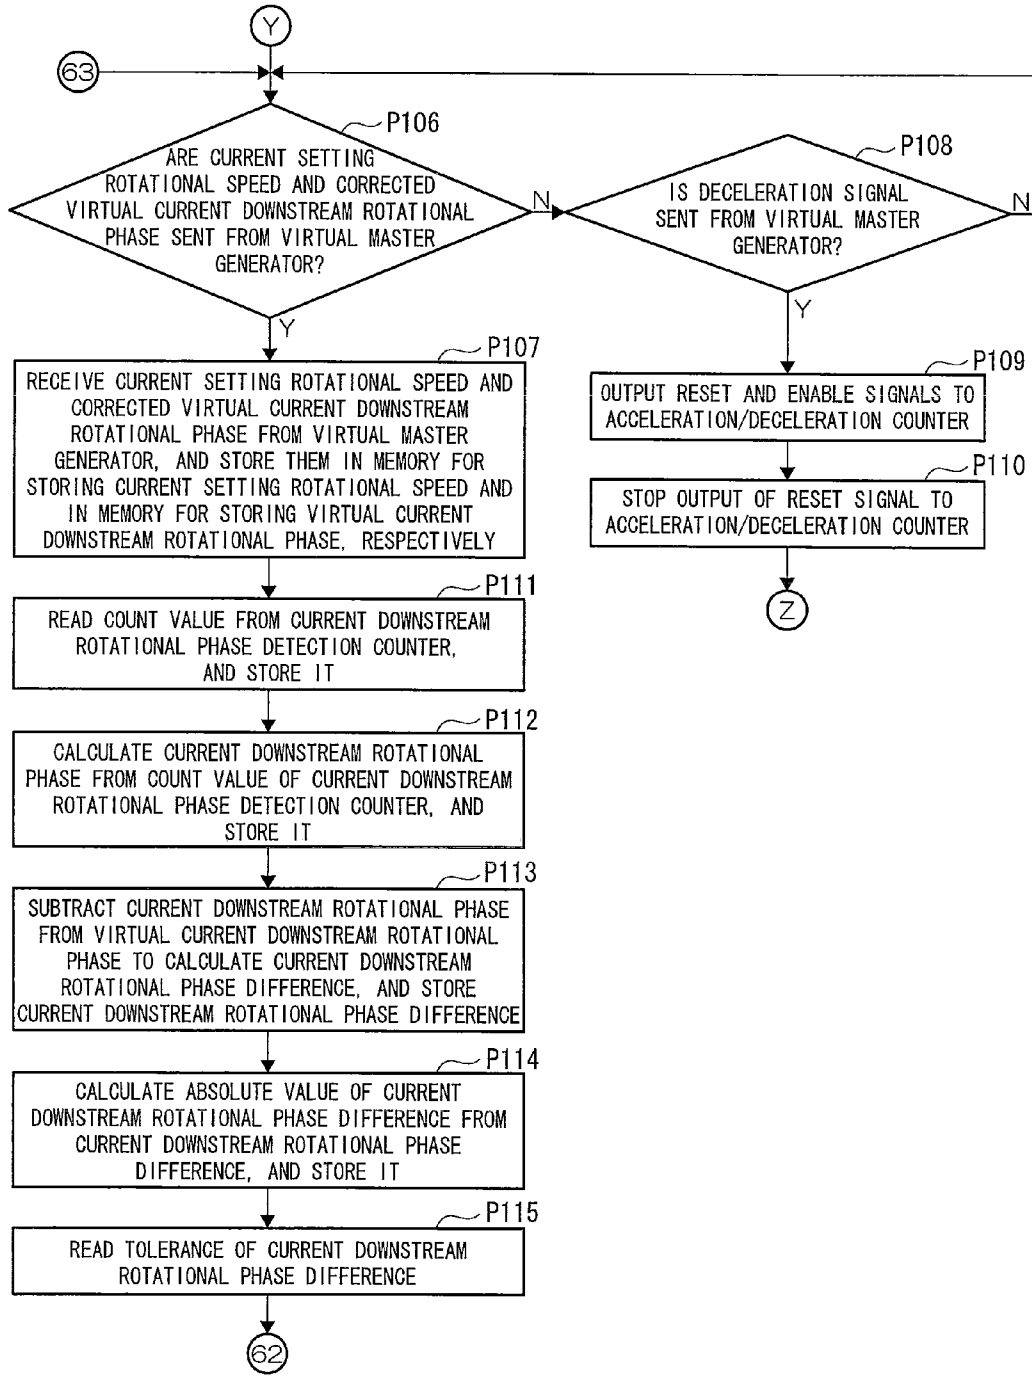 Y
63
P106
ARE CURRENT SETTING
ROTATIONAL SPEED AND CORRECTED
VIRTUAL CURRENT DOWNSTREAM ROTATIONAL
PHASE SENT FROM VIRTUAL MASTER
GENERATOR?
N
Y
P108
IS DECELERATION SIGNAL
SENT FROM VIRTUAL MASTER
GENERATOR?
N
Y
P107
RECEIVE CURRENT SETTING ROTATIONAL SPEED AND
CORRECTED VIRTUAL CURRENT DOWNSTREAM
ROTATIONAL PHASE FROM VIRTUAL MASTER
GENERATOR, AND STORE THEM IN MEMORY FOR
STORING CURRENT SETTING ROTATIONAL SPEED AND
IN MEMORY FOR STORING VIRTUAL CURRENT
DOWNSTREAM ROTATIONAL PHASE, RESPECTIVELY
P109
OUTPUT RESET AND ENABLE SIGNALS TO
ACCELERATION/DECELERATION COUNTER
P110
STOP OUTPUT OF RESET SIGNAL TO
ACCELERATION/DECELERATION COUNTER
Z
P111
READ COUNT VALUE FROM CURRENT DOWNSTREAM
ROTATIONAL PHASE DETECTION COUNTER,
AND STORE IT
P112
CALCULATE CURRENT DOWNSTREAM ROTATIONAL
PHASE FROM COUNT VALUE OF CURRENT DOWNSTREAM
ROTATIONAL PHASE DETECTION COUNTER, AND
STORE IT
P113
SUBTRACT CURRENT DOWNSTREAM ROTATIONAL PHASE
FROM VIRTUAL CURRENT DOWNSTREAM ROTATIONAL
PHASE TO CALCULATE CURRENT DOWNSTREAM
ROTATIONAL PHASE DIFFERENCE, AND STORE
CURRENT DOWNSTREAM ROTATIONAL PHASE DIFFERENCE
P114
CALCULATE ABSOLUTE VALUE OF CURRENT
DOWNSTREAM ROTATIONAL PHASE DIFFERENCE FROM
CURRENT DOWNSTREAM ROTATIONAL PHASE
DIFFERENCE, AND STORE IT
P115
READ TOLERANCE OF CURRENT DOWNSTREAM
ROTATIONAL PHASE DIFFERENCE
62